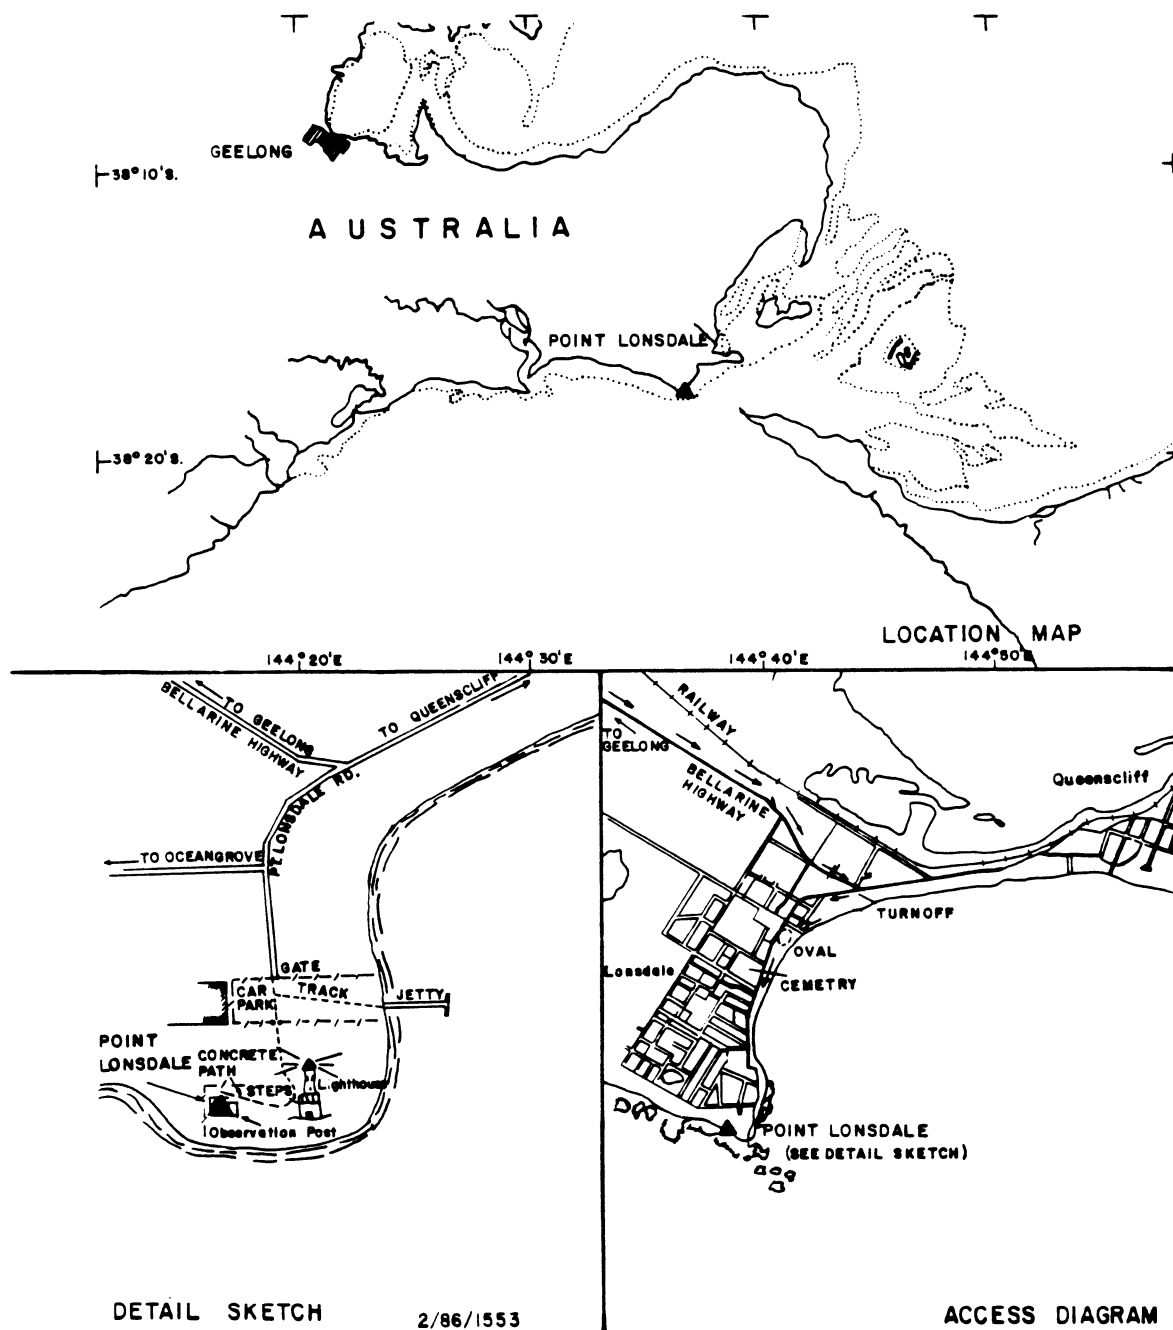 GEELONG
38° 10'S.
AUSTRALIA
POINT LONSDALE
38° 20'S.
LOCATION MAP
144° 20'E
144° 30'E
144° 40'E
144° 50'E
TO GEELONG
BELLARINE HIGHWAY
TO QUEENSCLIFF
PT. LONSDALE RD.
TO OCEANGROVE
GATE
CAR
PARK
TRACK
JETTY
POINT
LONSDALE
CONCRETE
PATH
STEPS
Lighthouse
Observation Post
DETAIL SKETCH
2/86/1553
RAILWAY
TO
GEELONG
BELLARINE
HIGHWAY
Queenscliff
TURNOFF
OVAL
Lonsdale
CEMETRY
POINT LONSDALE
(SEE DETAIL SKETCH)
ACCESS DIAGRAM